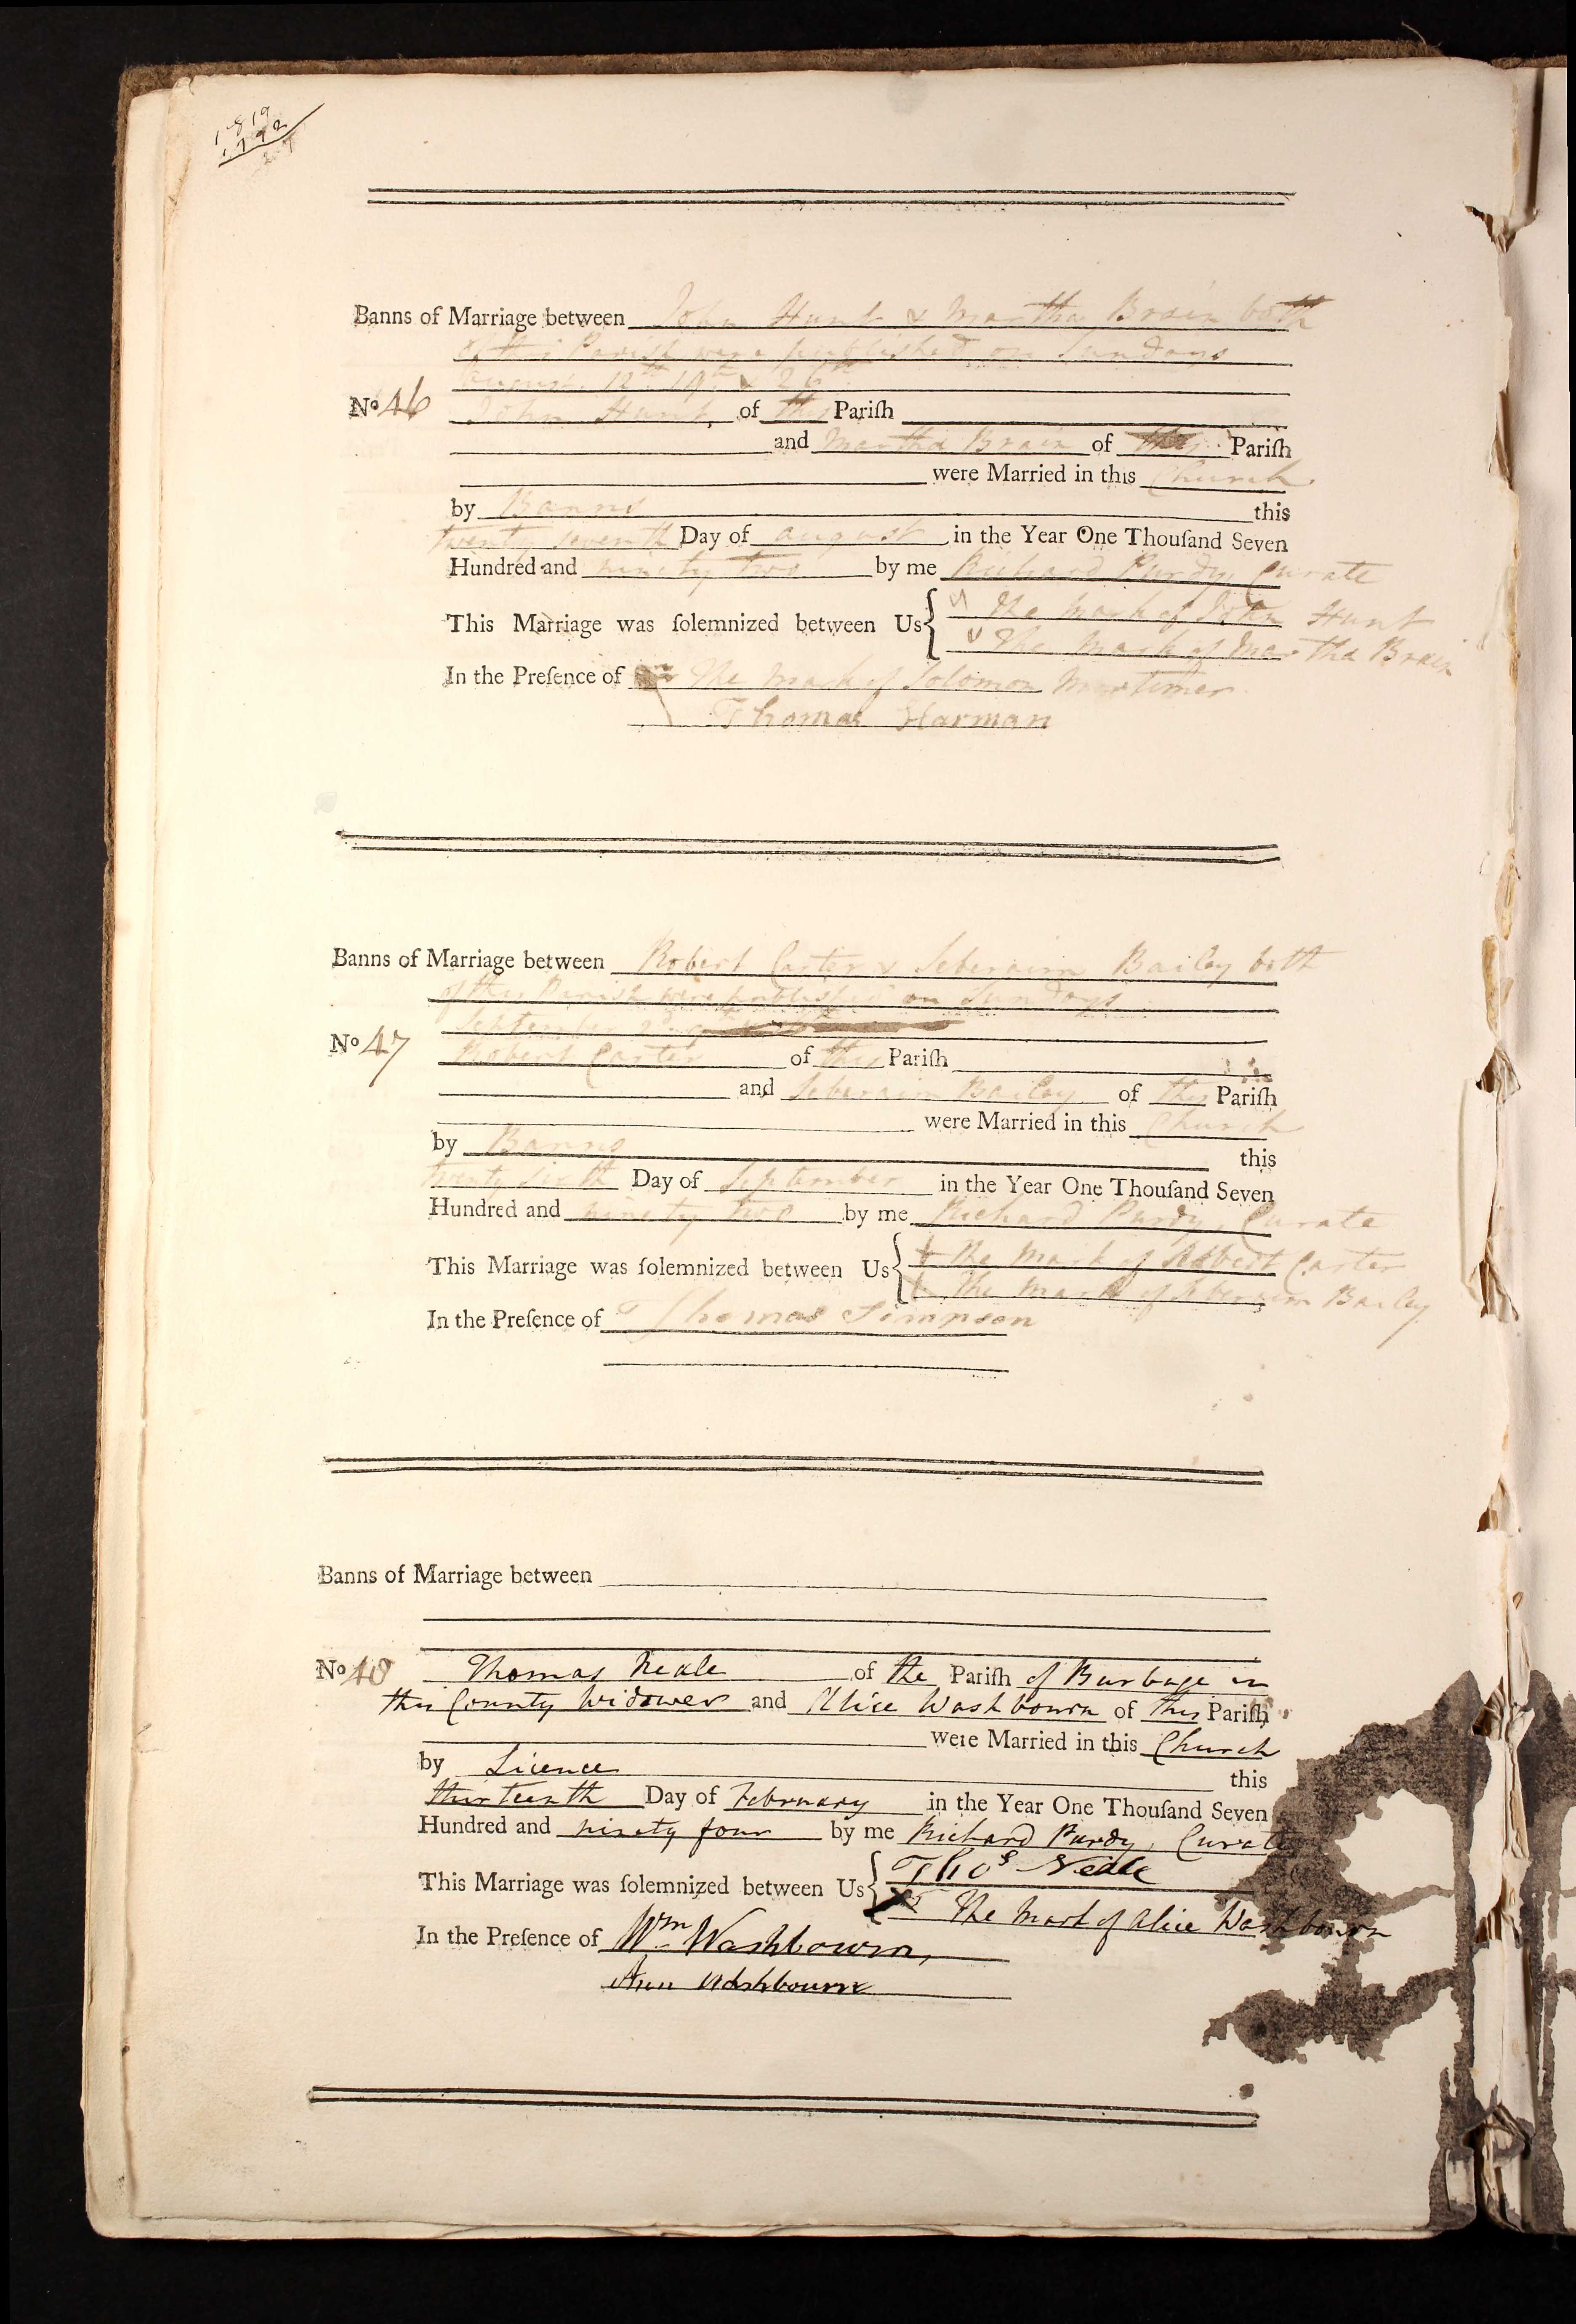 1819
1792
27
Banns of Marriage between John Hunt & Martha Brain both
of this Parish were published on Sundays
August 12th 19th & 26th
No 46 John Hunt of this Pariſh
and Martha Brain of this Pariſh
were Married in this Church
by Banns this
twenty seventh Day of august in the Year One Thouſand Seven
Hundred and ninety two by me Richard Purdy, Curate
This Marriage was ſolemnized between Us The mark of John Hunt
The mark of Martha Brain
In the Preſence of The mark of Solomon Mortimer
Thomas Harman
Banns of Marriage between Robert Carter & Seberaim Bailey both
of this Parish were published on Sundays
September
No 47 Robert Carter of this Pariſh
and Seberaim Bailey of this Pariſh
were Married in this Church
by Banns this
twenty sixth Day of September in the Year One Thouſand Seven
Hundred and ninety two by me Richard Purdy, Curate
This Marriage was ſolemnized between Us The mark of Robert Carter
The mark of Seberaim Bailey
In the Preſence of Thomas Simpson
Banns of Marriage between
No 48 Thomas Neale of the Pariſh of Burbage in
this County Widower and Alice Washbourn of this Pariſh
were Married in this Church
by Licence this
thirteenth Day of February in the Year One Thouſand Seven
Hundred and ninety four by me Richard Purdy, Curate
This Marriage was ſolemnized between Us Thos Neale
The Mark of Alice Washbourn
In the Preſence of Wm Washbourn,
Ann Washbourn